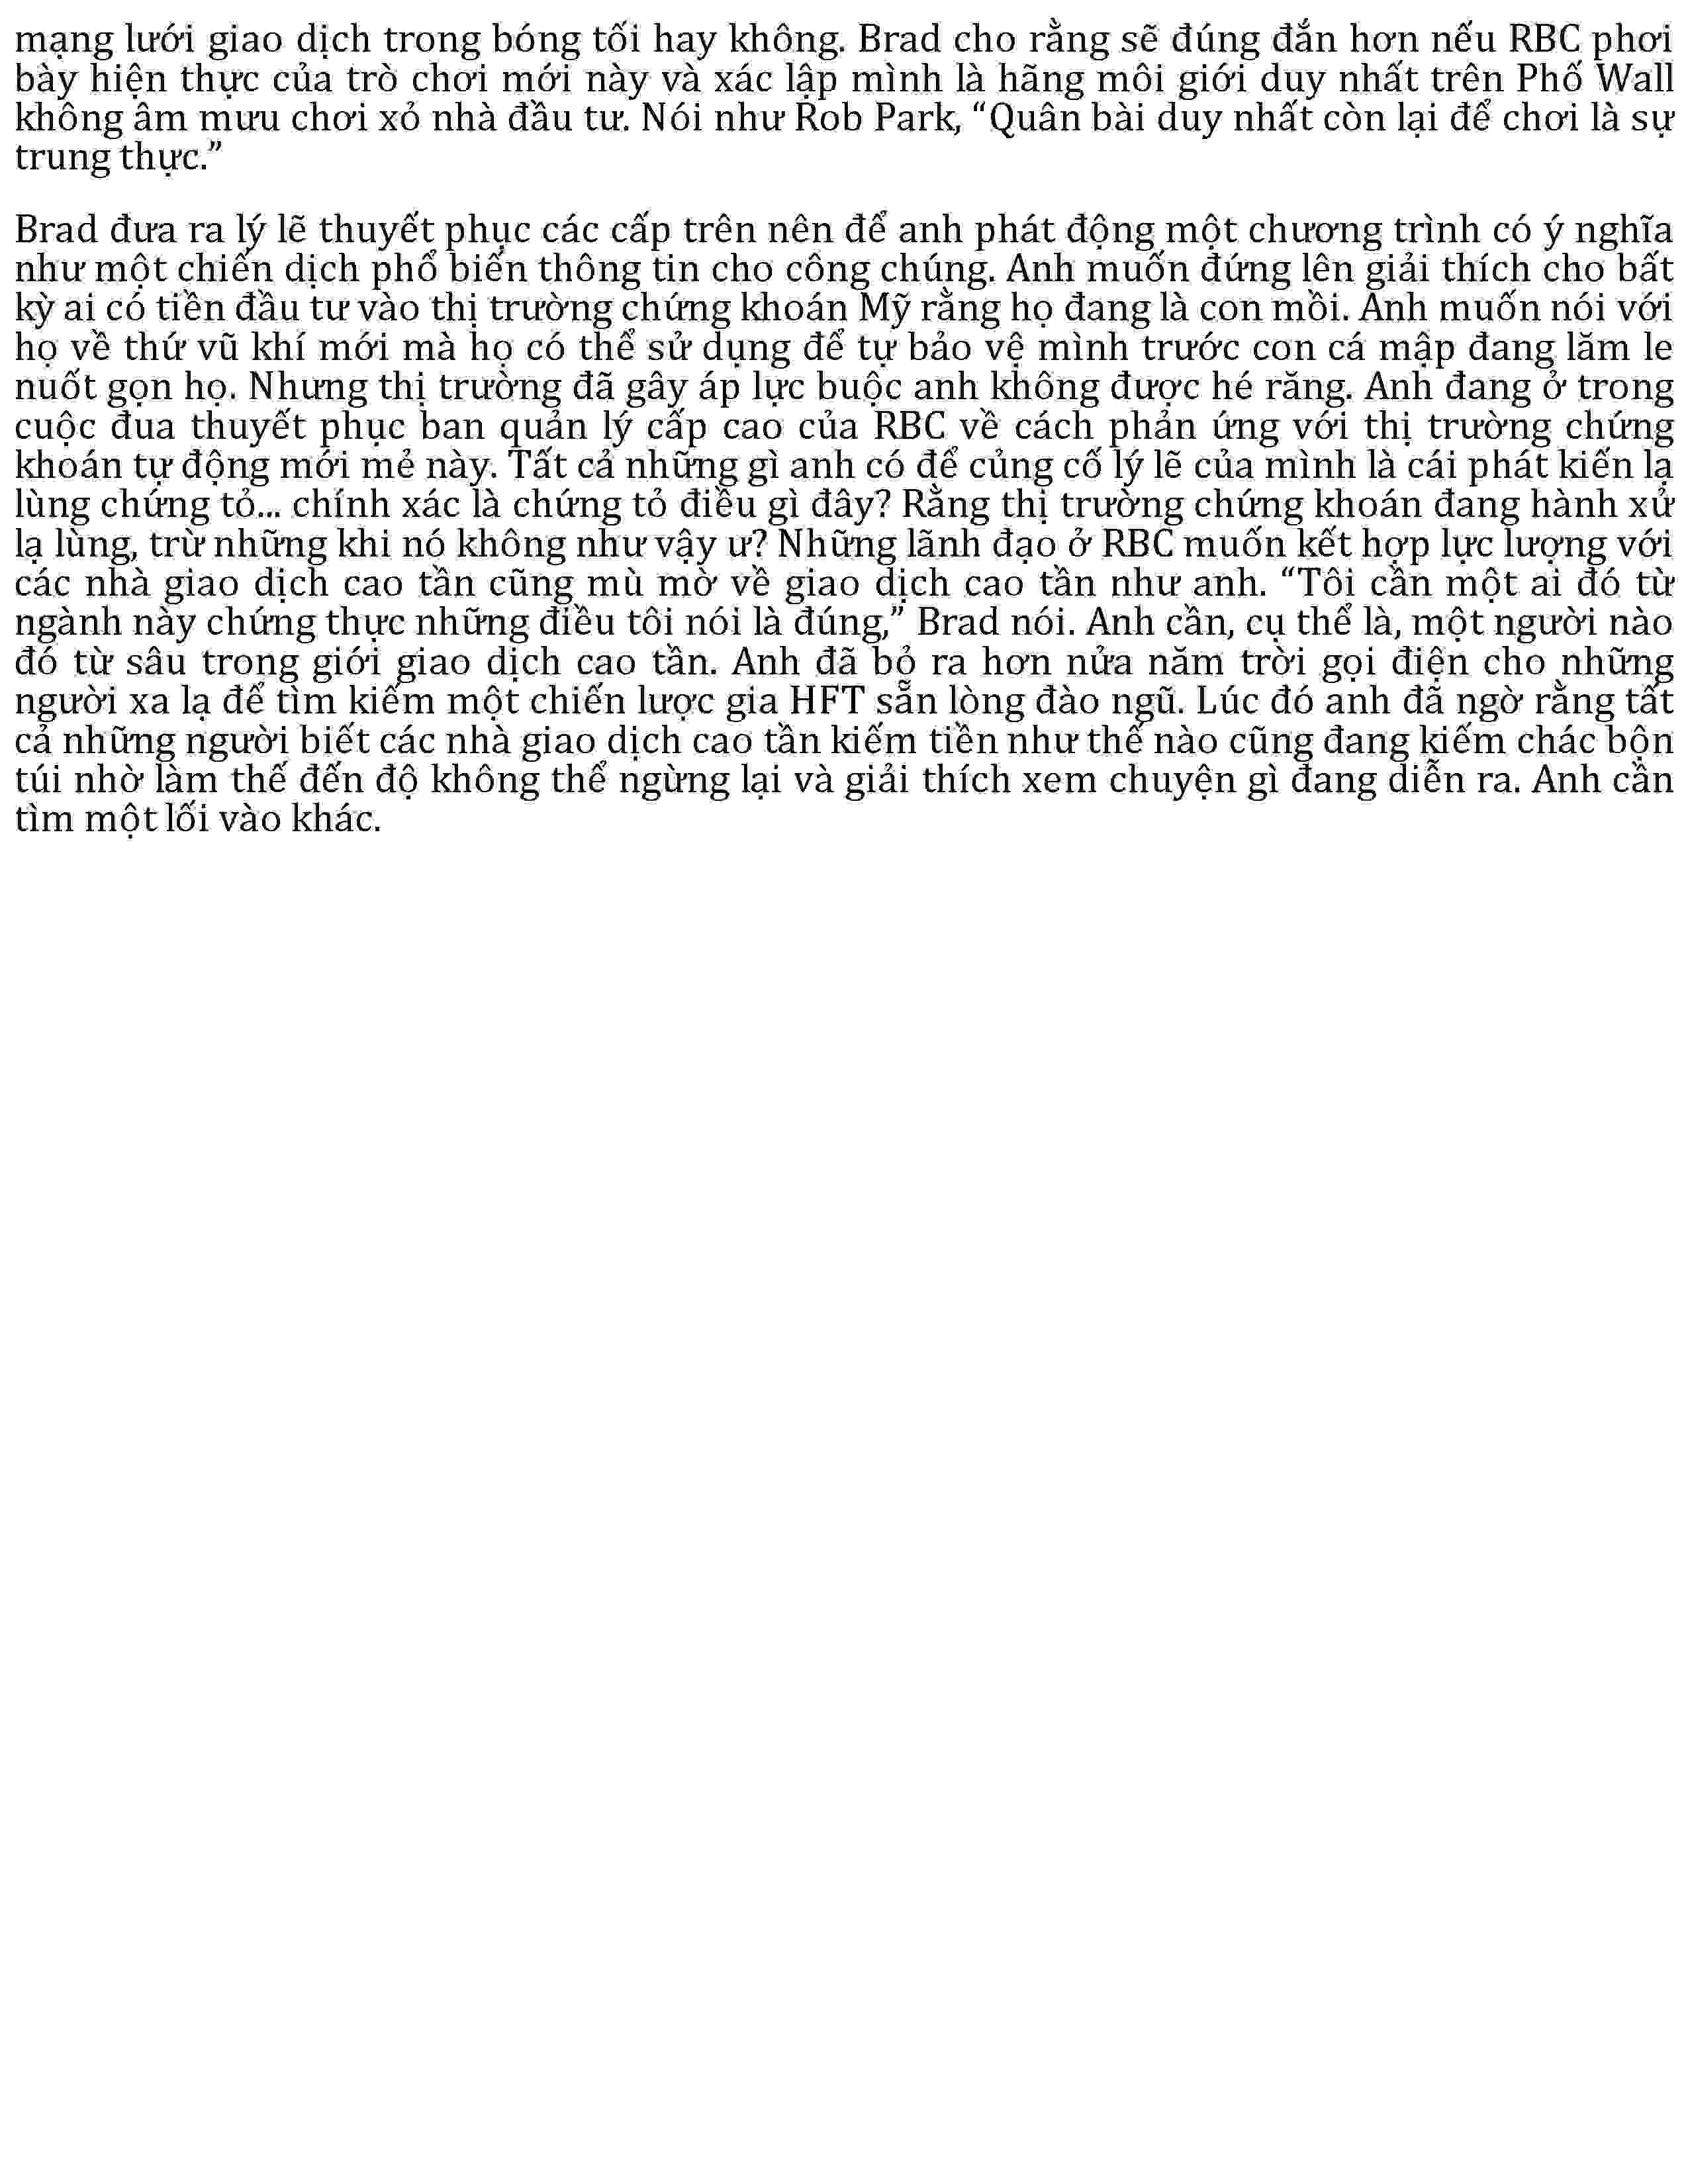 mạng lưới giao dịch trong bóng tối hay không. Brad cho rằng sẽ đúng đắn hơn nếu RBC phơi
bày hiện thực của trò chơi mới này và xác lập mình là hãng môi giới duy nhất trên Phố Wall
không âm mưu chơi xỏ nhà đầu tư. Nói như Rob Park, “Quân bài duy nhất còn lại để chơi là sự
trung thực.”
Brad đưa ra lý lẽ thuyết phục các cấp trên nên để anh phát động một chương trình có ý nghĩa
như một chiến dịch phổ biến thông tin cho công chúng. Anh muốn đứng lên giải thích cho bất
kỳ ai có tiền đầu tư vào thị trường chứng khoán Mỹ rằng họ đang là con mồi. Anh muốn nói với
họ về thứ vũ khí mới mà họ có thể sử dụng để tự bảo vệ mình trước con cá mập đang lăm le
nuốt gọn họ. Nhưng thị trường đã gây áp lực buộc anh không được hé răng. Anh đang ở trong
cuộc đua thuyết phục ban quản lý cấp cao của RBC về cách phản ứng với thị trường chứng
khoán tự động mới mẻ này. Tất cả những gì anh có để củng cố lý lẽ của mình là cái phát kiến lạ
lùng chứng tỏ... chính xác là chứng tỏ điều gì đây? Rằng thị trường chứng khoán đang hành xử
lạ lùng, trừ những khi nó không như vậy ư? Những lãnh đạo ở RBC muốn kết hợp lực lượng với
các nhà giao dịch cao tần cũng mù mờ về giao dịch cao tần như anh. “Tôi cần một ai đó từ
ngành này chứng thực những điều tôi nói là đúng,” Brad nói. Anh cần, cụ thể là, một người nào
đó từ sâu trong giới giao dịch cao tần. Anh đã bỏ ra hơn nửa năm trời gọi điện cho những
người xa lạ để tìm kiếm một chiến lược gia HFT sẵn lòng đào ngũ. Lúc đó anh đã ngờ rằng tất
cả những người biết các nhà giao dịch cao tần kiếm tiền như thế nào cũng đang kiếm chác bộn
túi nhờ làm thế đến độ không thể ngừng lại và giải thích xem chuyện gì đang diễn ra. Anh cần
tìm một lối vào khác.